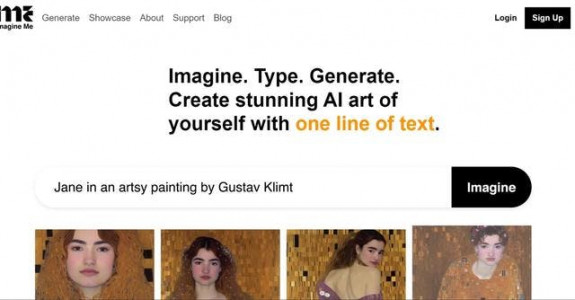 me
Imagine Me
Generate Showcase About Support Blog
Login
Sign Up
Imagine. Type. Generate.
Create stunning AI art of
yourself with one line of text.
Jane in an artsy painting by Gustav Klimt
Imagine